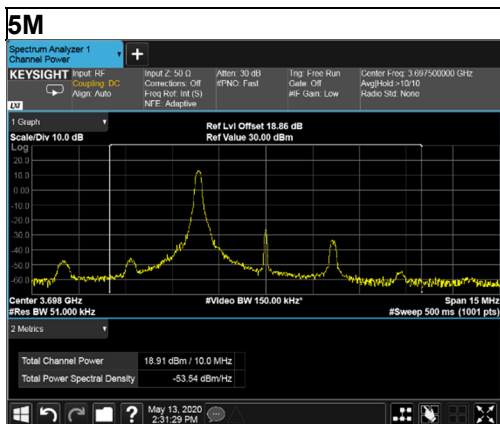 5M
Spectrum Analyzer 1
Channel Power
+
KEYSIGHT
Input: RF
Coupling: DC
Align: Auto
Input Z: 50 Ω
Corrections: Off
Freq Ref: Int (S)
NFE: Adaptive
Atten: 30 dB
#PNO: Fast
Trig: Free Run
Gate: Off
#IF Gain: Low
Center Freq: 3.697500000 GHz
Avg|Hold:>10/10
Radio Std: None
LXI
1 Graph
Scale/Div 10.0 dB
Ref Lvl Offset 18.86 dB
Ref Value 30.00 dBm
Log
20.0
10.0
0.00
-10.0
-20.0
-30.0
-40.0
-50.0
-60.0
Center 3.698 GHz
#Video BW 150.00 kHz*
Span 15 MHz
#Res BW 51.000 kHz
#Sweep 500 ms (1001 pts)
2 Metrics
Total Channel Power 18.91 dBm / 10.0 MHz
Total Power Spectral Density -53.54 dBm/Hz
?
May 13, 2020
2:31:29 PM